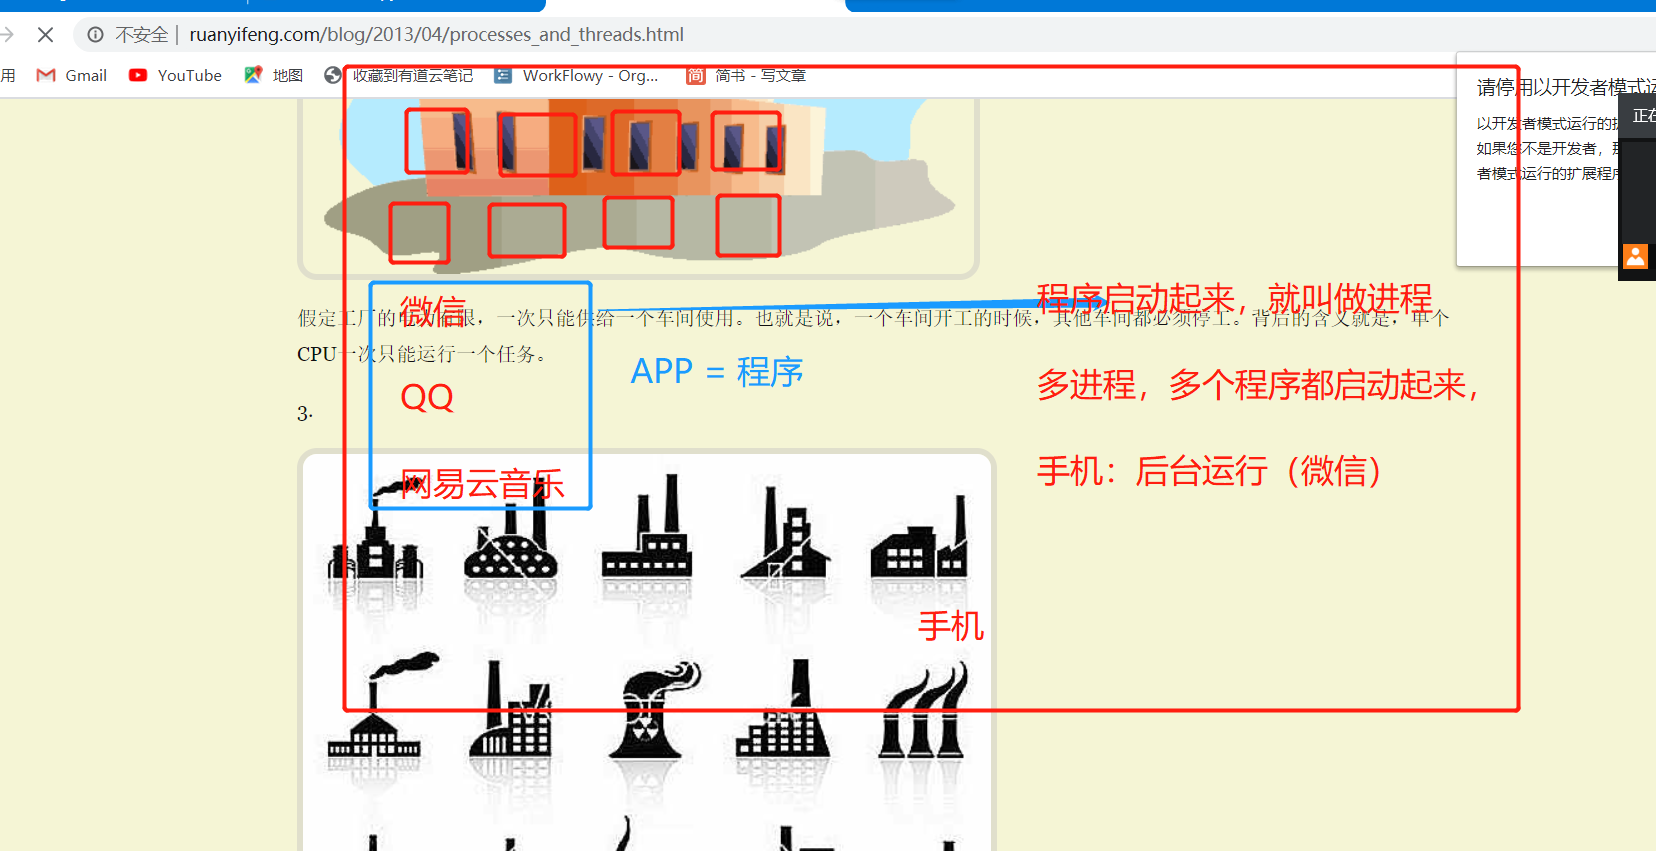 不安全 | ruanyifeng.com/blog/2013/04/processes_and_threads.html
用 Gmail YouTube 地图 收藏到有道云笔记 WorkFlowy - Org... 简 简书 - 写文章
请停用以开发者模式运
正在
以开发者模式运行的扩
如果您不是开发者，那
者模式运行的扩展程序
微信
程序启动起来，就叫做进程
假定工厂的电力有限，一次只能供给一个车间使用。也就是说，一个车间开工的时候，其他车间都必须停工。背后的含义就是，单个
CPU一次只能运行一个任务。
APP = 程序
QQ
多进程，多个程序都启动起来，
3.
网易云音乐
手机：后台运行（微信）
手机